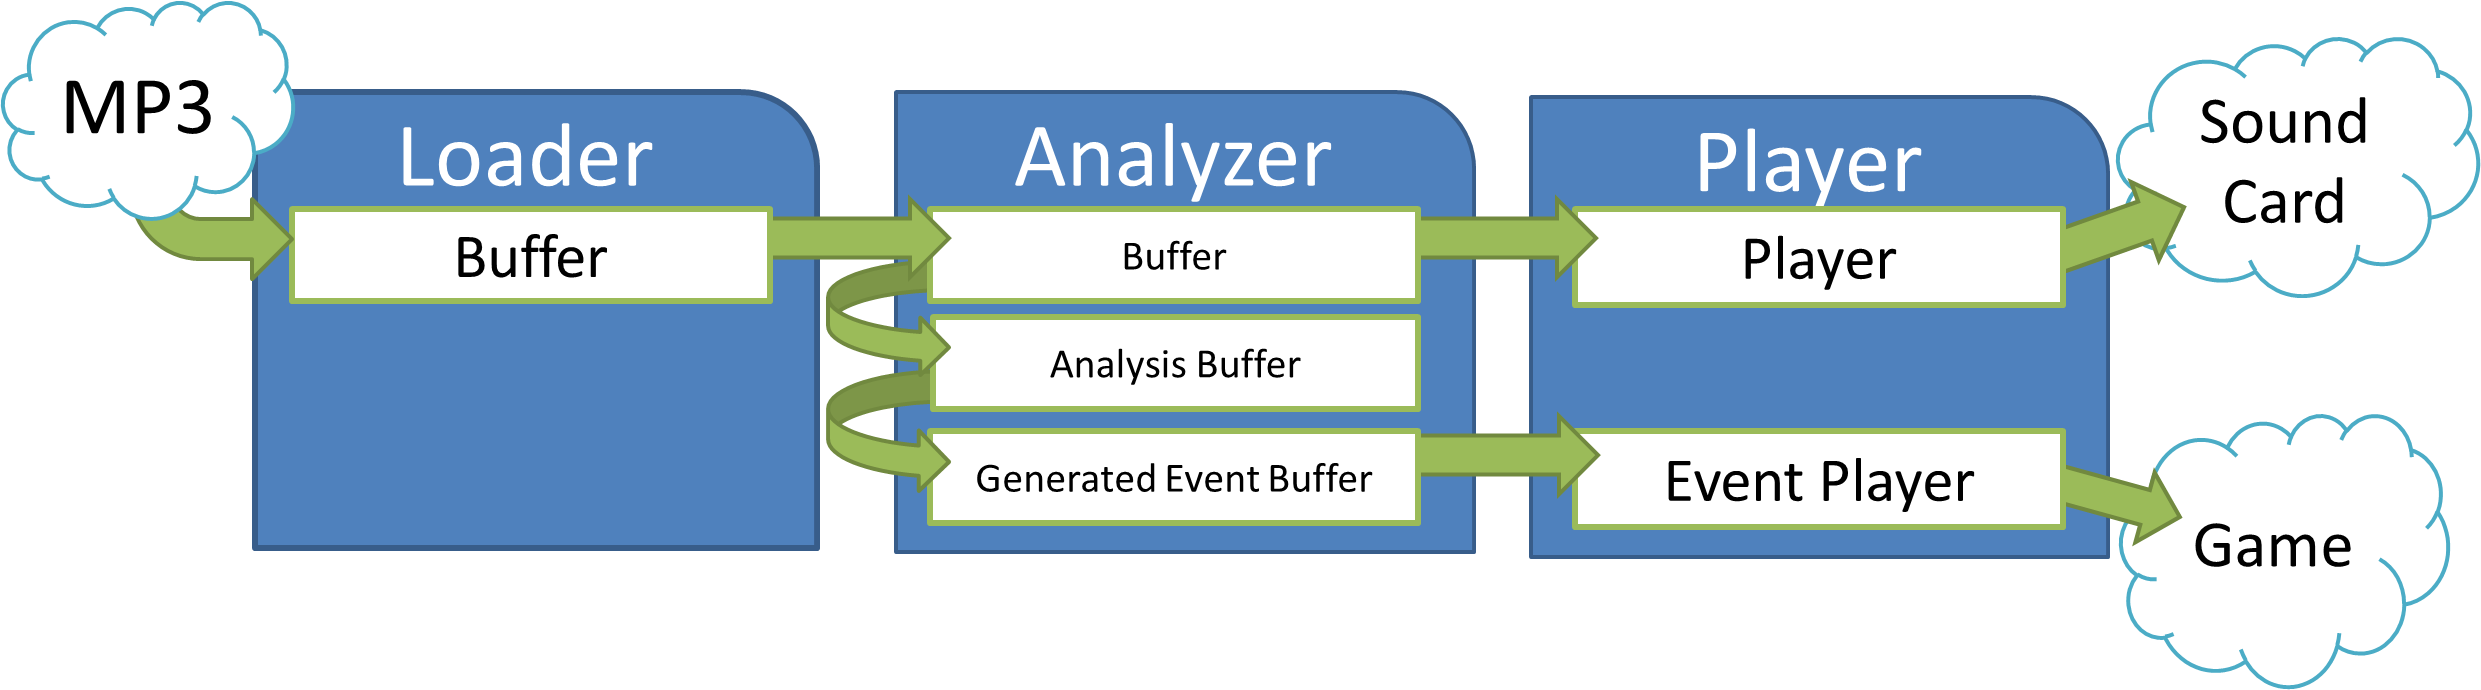 MP3
Loader
Buffer
Analyzer
Buffer
Analysis Buffer
Generated Event Buffer
Player
Player
Event Player
Sound
Card
Game